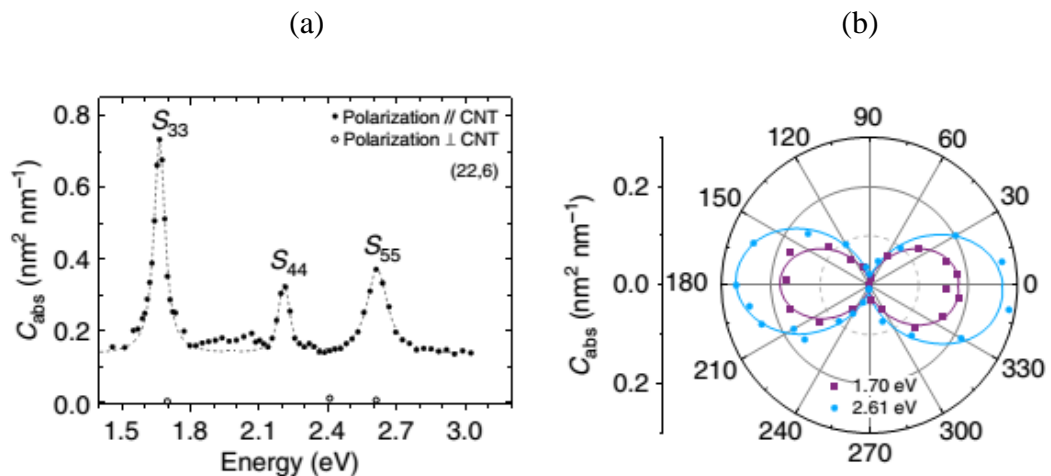 (a)
(b)
S33
S44
S55
Polarization // CNT
Polarization ⊥ CNT
(22,6)
0.8
0.6
0.4
0.2
0.0
Cabs (nm² nm⁻¹)
1.5 1.8 2.1 2.4 2.7 3.0
Energy (eV)
0.2
0.0
0.2
Cabs (nm² nm⁻¹)
90
120
60
150
30
180
0
210
330
240
300
270
1.70 eV
2.61 eV